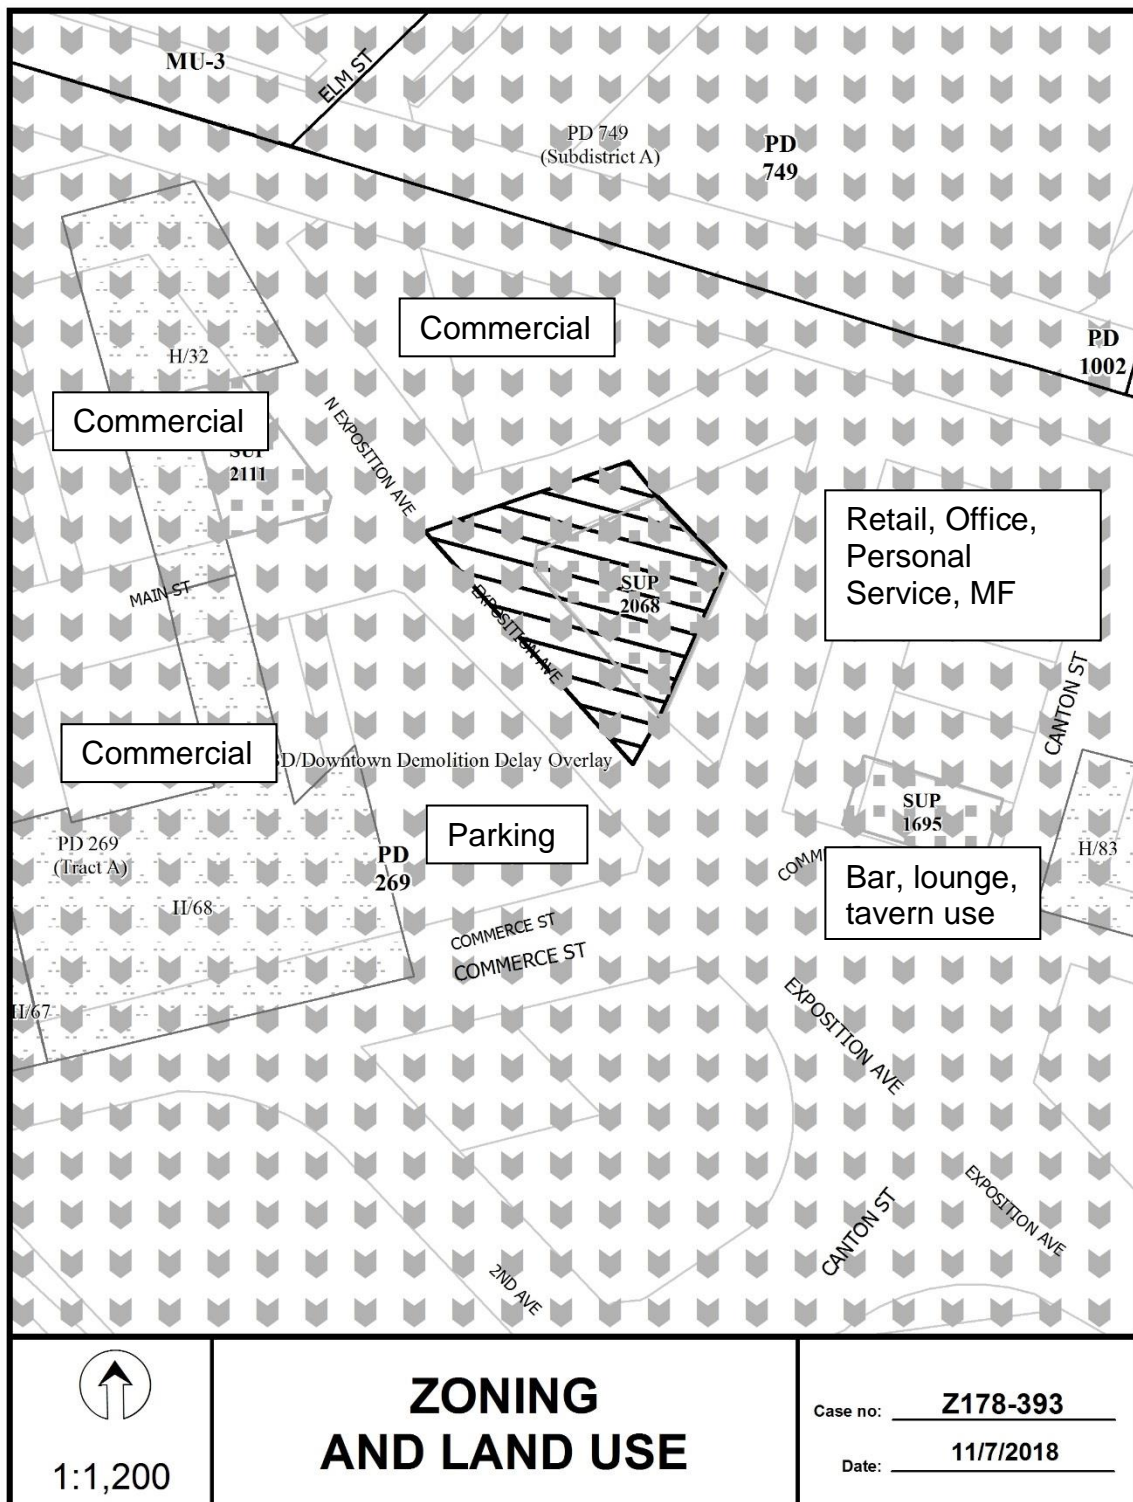 MU-3
ELM ST
PD 749
(Subdistrict A)
PD
749
Commercial
PD
1002
H/32
Commercial
SUP
2111
N EXPOSITION AVE
Retail, Office,
Personal
Service, MF
MAIN ST
SUP
2068
EXPOSITION AVE
CANTON ST
Commercial
D/Downtown Demolition Delay Overlay
SUP
1695
Parking
PD 269
(Tract A)
PD
269
H/83
COMM
Bar, lounge,
tavern use
H/68
COMMERCE ST
COMMERCE ST
EXPOSITION AVE
H/67
CANTON ST
EXPOSITION AVE
2ND AVE
1:1,200
ZONING
AND LAND USE
Case no: Z178-393
Date: 11/7/2018